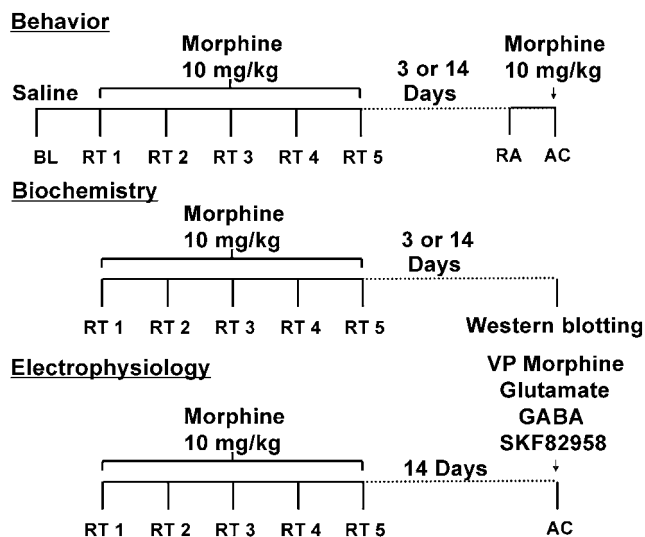 Behavior
Morphine
10 mg/kg
3 or 14
Days
Morphine
10 mg/kg
Saline
BL RT 1 RT 2 RT 3 RT 4 RT 5 RA AC
Biochemistry
Morphine
10 mg/kg
3 or 14
Days
RT 1 RT 2 RT 3 RT 4 RT 5 Western blotting
Electrophysiology
Morphine
10 mg/kg
VP Morphine
Glutamate
GABA
SKF82958
14 Days
RT 1 RT 2 RT 3 RT 4 RT 5 AC